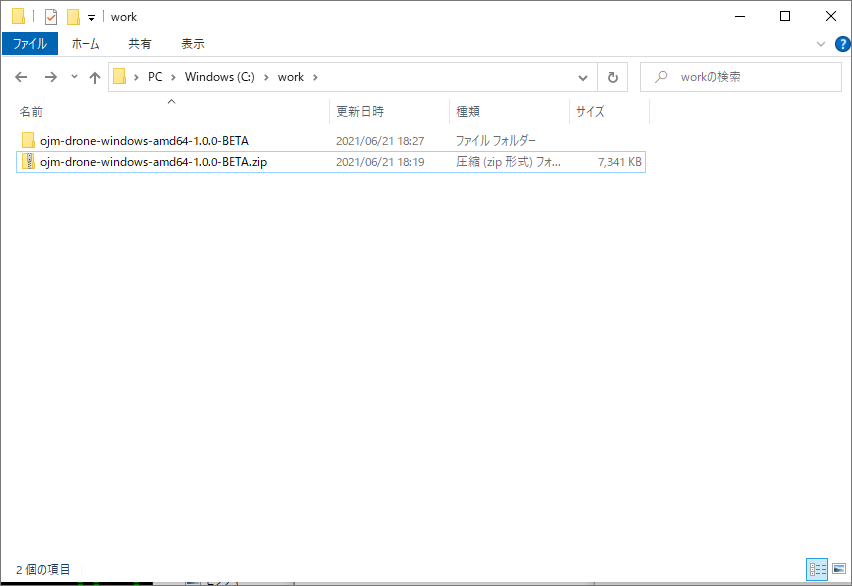 work
ファイル ホーム 共有 表示
PC Windows (C:) work workの検索
名前 更新日時 種類 サイズ
ojm-drone-windows-amd64-1.0.0-BETA 2021/06/21 18:27 ファイル フォルダー
ojm-drone-windows-amd64-1.0.0-BETA.zip 2021/06/21 18:19 圧縮 (zip 形式) フォ... 7,341 KB
2 個の項目